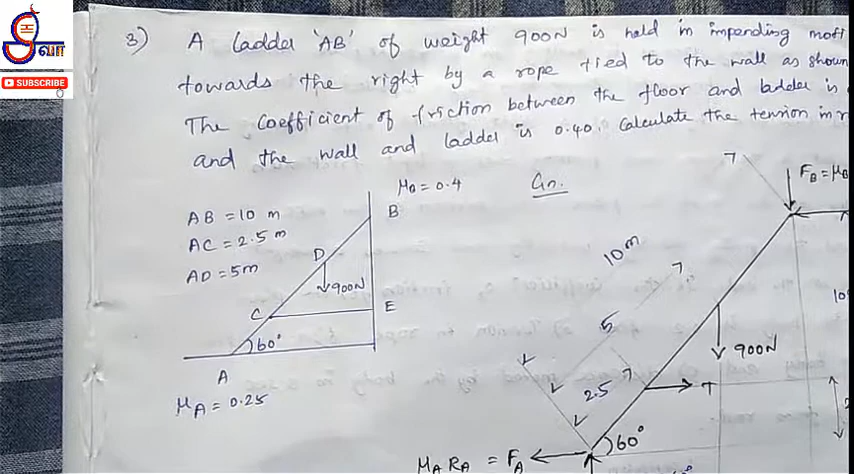 லவா
SUBSCRIBE
3) A ladder 'AB' of weight 900N is held in impending
towards the right by a rope tied to the wall as shown
The coefficient of friction between the floor and ladder is
and the wall and ladder is 0.40. Calculate the tension in
μB = 0.4
Gn.
AB = 10 m
AC = 2.5 m
AD = 5m
B
D
900N
C
E
60°
A
μA = 0.25
FB = μB
10 m
5
2.5
900N
T
60°
μA RA = FA
10